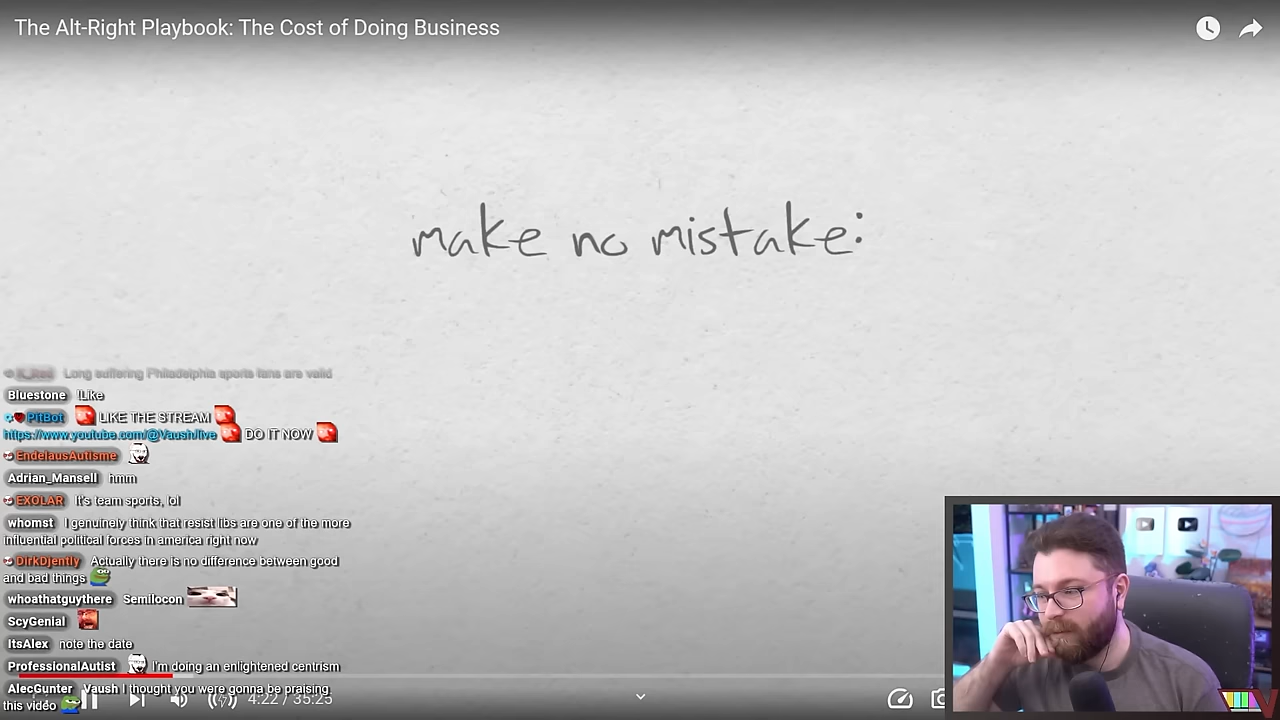 The Alt-Right Playbook: The Cost of Doing Business
make no mistake:
Long suffering Philadelphia sports fans are valid
Bluestone !Like
PitBot LIKE THE STREAM
https://www.youtube.com/@Vaush/live DO IT NOW
EndelausAutisme
Adrian_Mansell hmm
EXOLAR It's team sports, lol
whomst I genuinely think that resist libs are one of the more
influential political forces in america right now
DirkDjently Actually there is no difference between good
and bad things
whoathatguythere Semilocon
ScyGenial
ItsAlex note the date
ProfessionalAutist I'm doing an enlightened centrism
AlecGunter Vaush I thought you were gonna be praising
this video
4:22 / 35:25